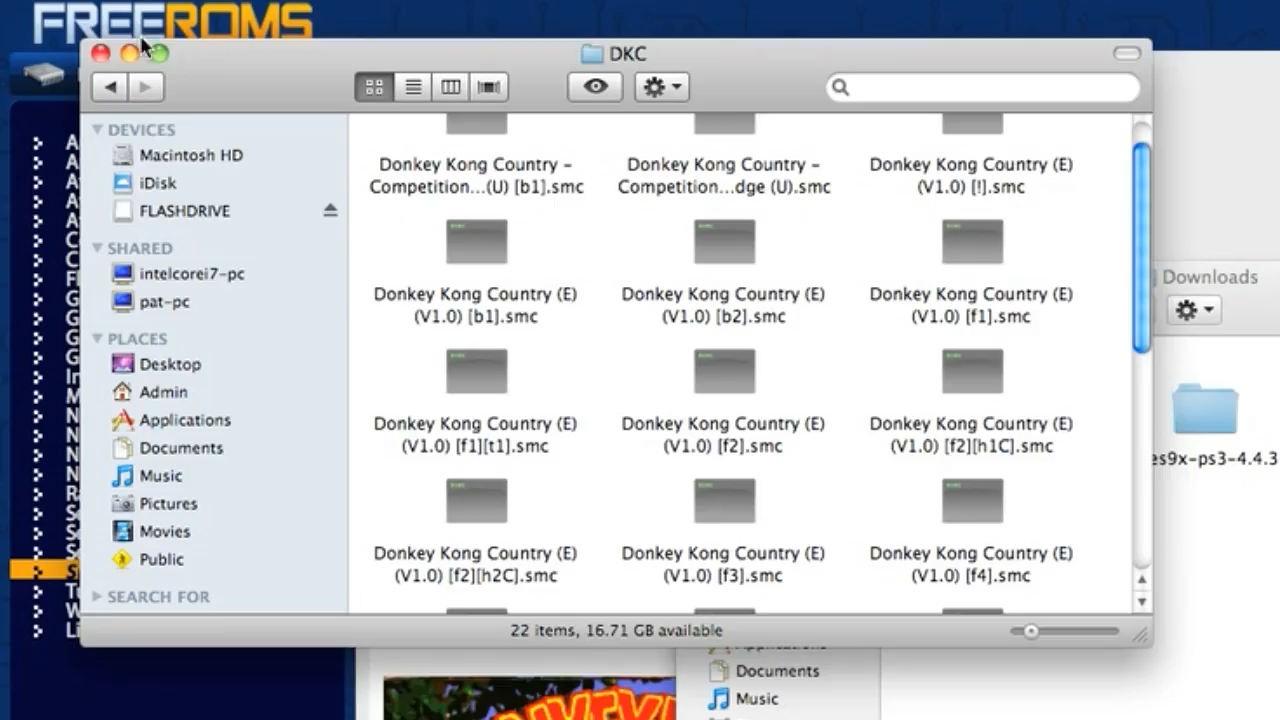 FREEROMS
DKC
DEVICES
Macintosh HD
iDisk
FLASHDRIVE
SHARED
intelcorei7-pc
pat-pc
PLACES
Desktop
Admin
Applications
Documents
Music
Pictures
Movies
Public
SEARCH FOR
Donkey Kong Country –
Competition...(U) [b1].smc
Donkey Kong Country –
Competition...dge (U).smc
Donkey Kong Country (E)
(V1.0) [!].smc
Donkey Kong Country (E)
(V1.0) [b1].smc
Donkey Kong Country (E)
(V1.0) [b2].smc
Donkey Kong Country (E)
(V1.0) [f1].smc
Donkey Kong Country (E)
(V1.0) [f1][t1].smc
Donkey Kong Country (E)
(V1.0) [f2].smc
Donkey Kong Country (E)
(V1.0) [f2][h1C].smc
Donkey Kong Country (E)
(V1.0) [f2][h2C].smc
Donkey Kong Country (E)
(V1.0) [f3].smc
Donkey Kong Country (E)
(V1.0) [f4].smc
22 items, 16.71 GB available
Downloads
es9x-ps3-4.4.3
Applications
Documents
Music